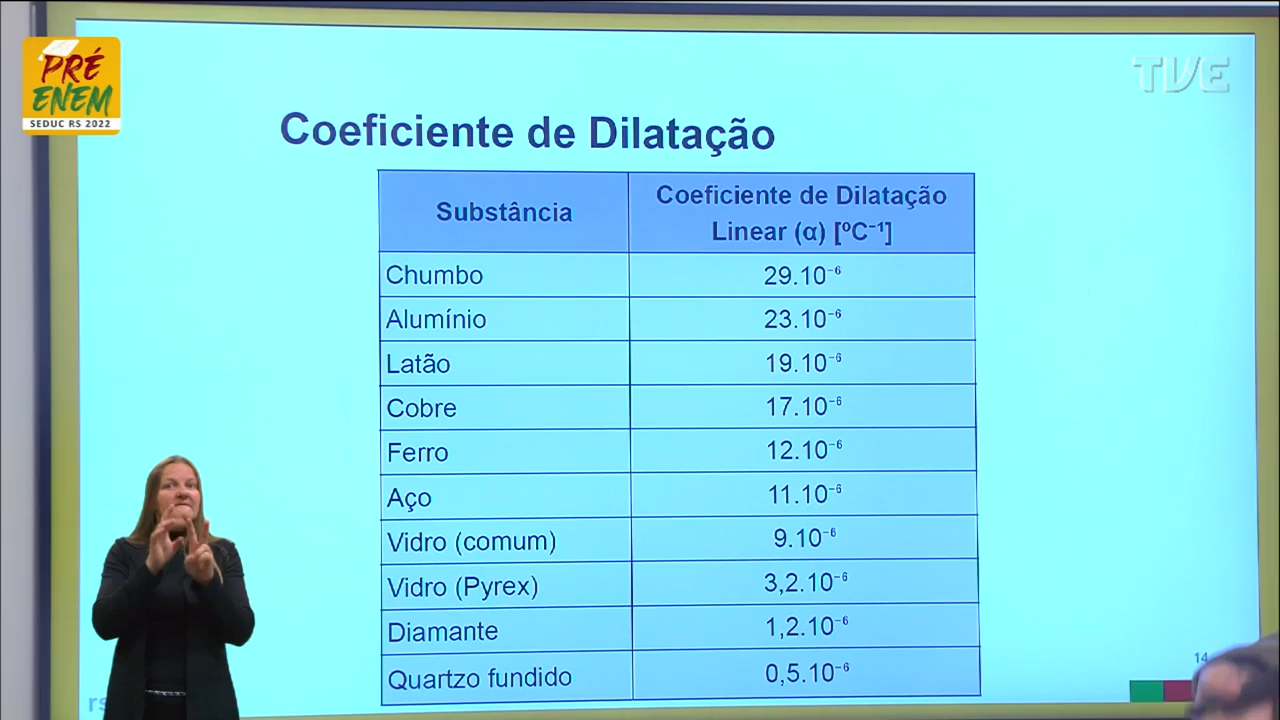 PRÉ
ENEM
SEDUC RS 2022
TVE
Coeficiente de Dilatação
Substância
Coeficiente de Dilatação
Linear (α) [ºC⁻¹]
Chumbo 29.10⁻⁶
Alumínio 23.10⁻⁶
Latão 19.10⁻⁶
Cobre 17.10⁻⁶
Ferro 12.10⁻⁶
Aço 11.10⁻⁶
Vidro (comum) 9.10⁻⁶
Vidro (Pyrex) 3,2.10⁻⁶
Diamante 1,2.10⁻⁶
Quartzo fundido 0,5.10⁻⁶
14